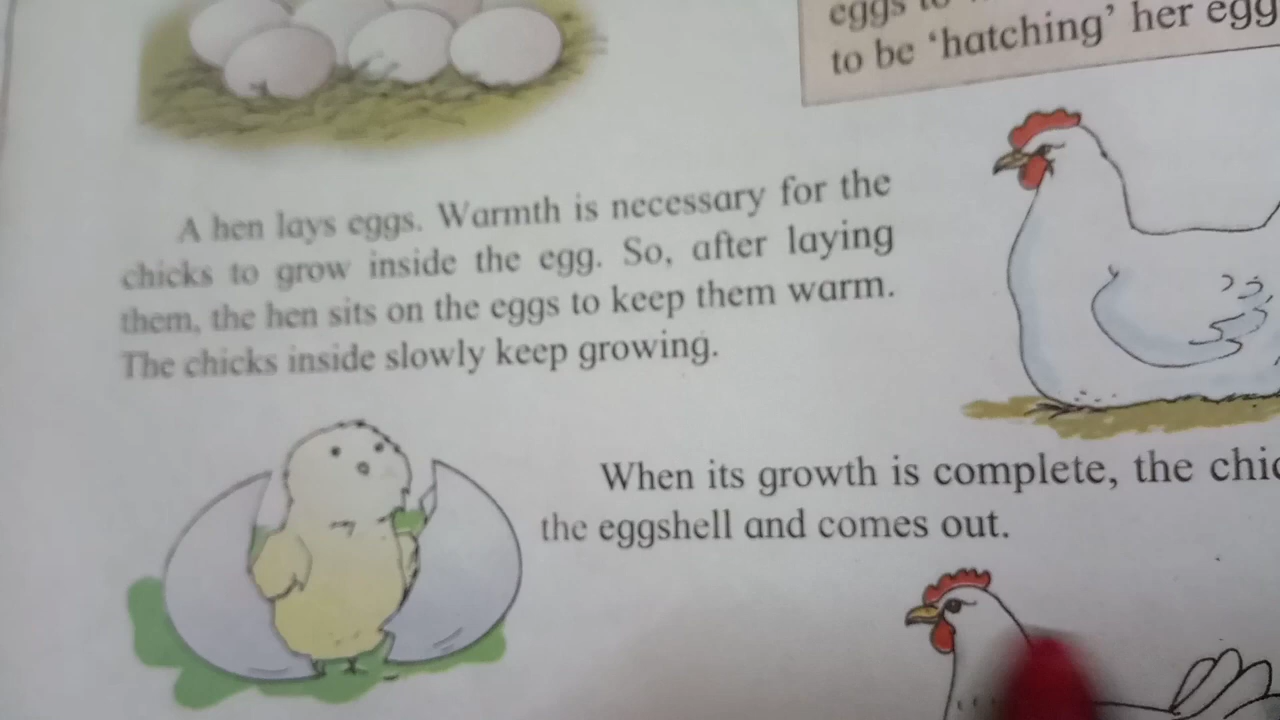 eggs to
to be ‘hatching’ her
A hen lays eggs. Warmth is necessary for the
chicks to grow inside the egg. So, after laying
them, the hen sits on the eggs to keep them warm.
The chicks inside slowly keep growing.
When its growth is complete, the
the eggshell and comes out.